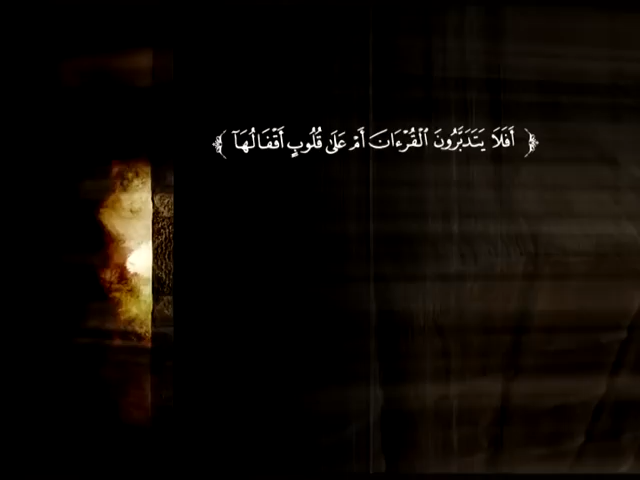 ﴿ أَفَلَا يَتَدَبَّرُونَ ٱلْقُرْءَانَ أَمْ عَلَىٰ قُلُوبٍ أَقْفَالُهَآ ﴾